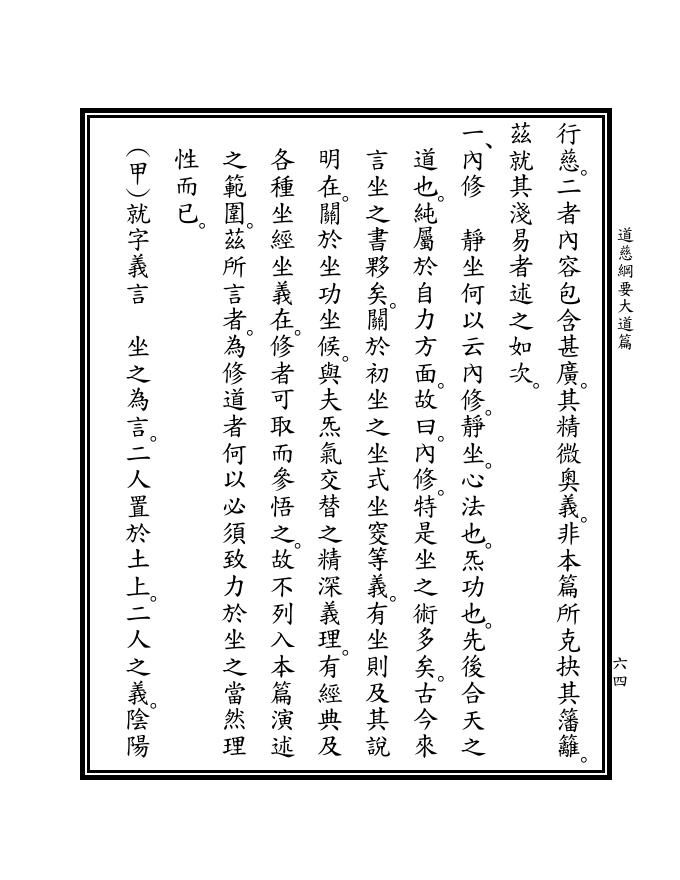 道慈綱要大道篇
六四
行慈。二者內容包含甚廣。其精微奧義。非本篇所克抉其籓籬。
茲就其淺易者述之如次。
一、內修　靜坐何以云內修。靜坐。心法也。炁功也。先後合天之
道也。純屬於自力方面。故曰。內修。特是坐之術多矣。古今來
言坐之書夥矣。關於初坐之坐式坐窔等義。有坐則及其說
明在。關於坐功坐候。與夫炁氣交替之精深義理。有經典及
各種坐經坐義在。修者可取而參悟之。故不列入本篇演述
之範圍。茲所言者。為修道者何以必須致力於坐之當然理
性而已。
（甲）就字義言　坐之為言。二人置於土上。二人之義。陰陽